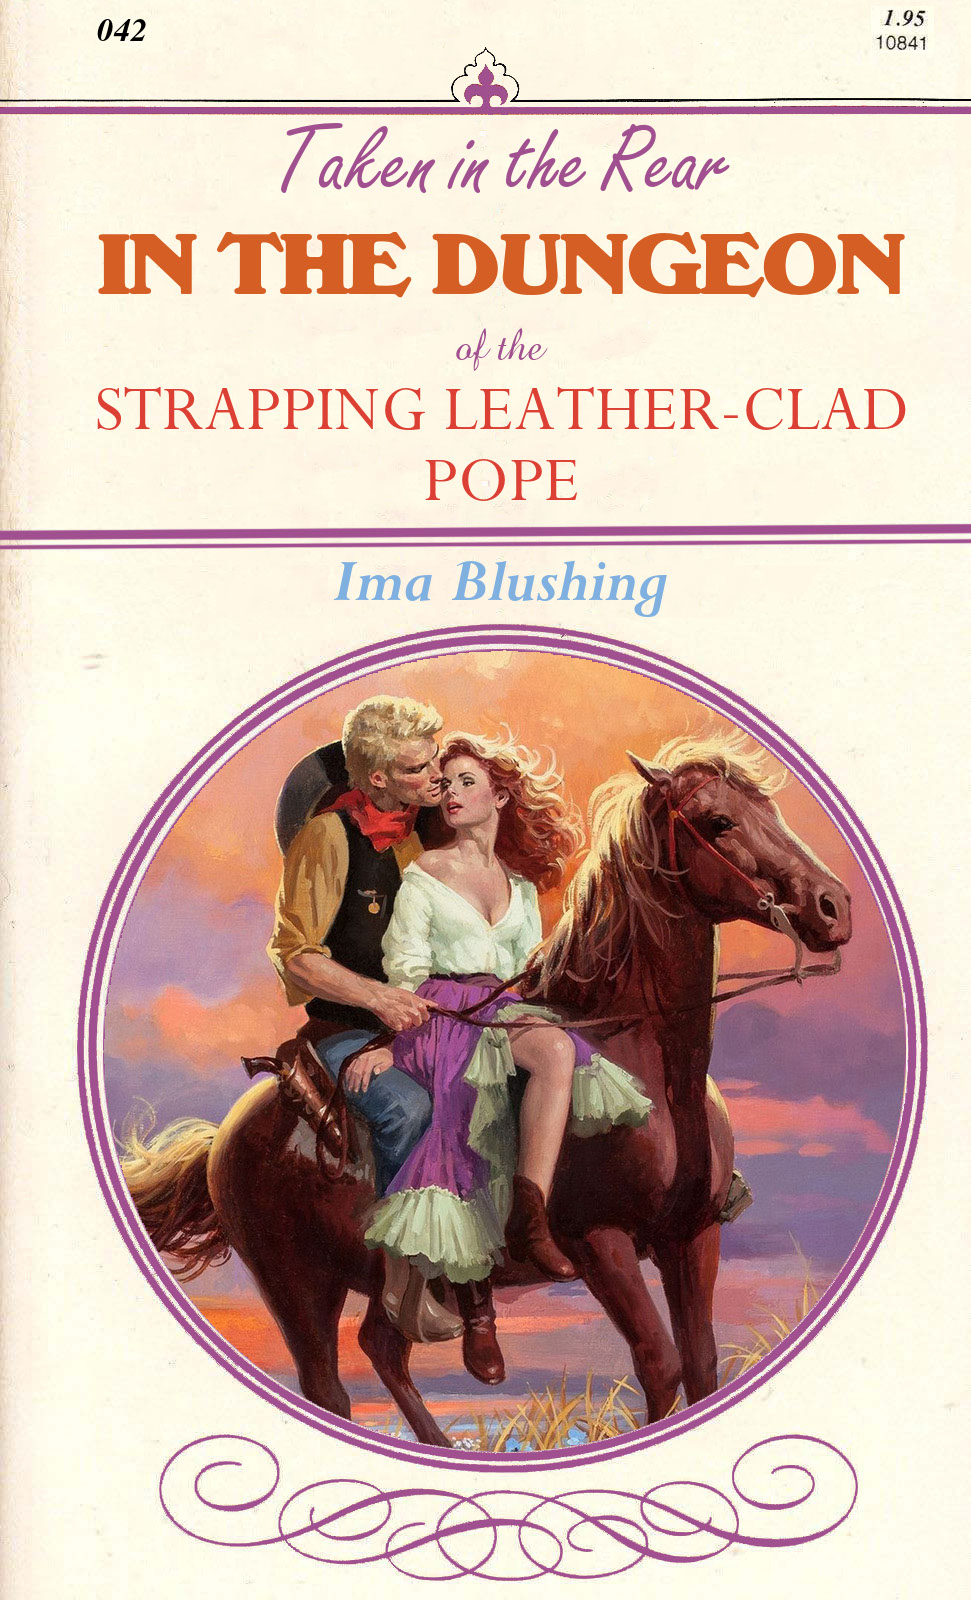 042
1.95
10841
Taken in the Rear
IN THE DUNGEON
of the
STRAPPING LEATHER-CLAD
POPE
Ima Blushing